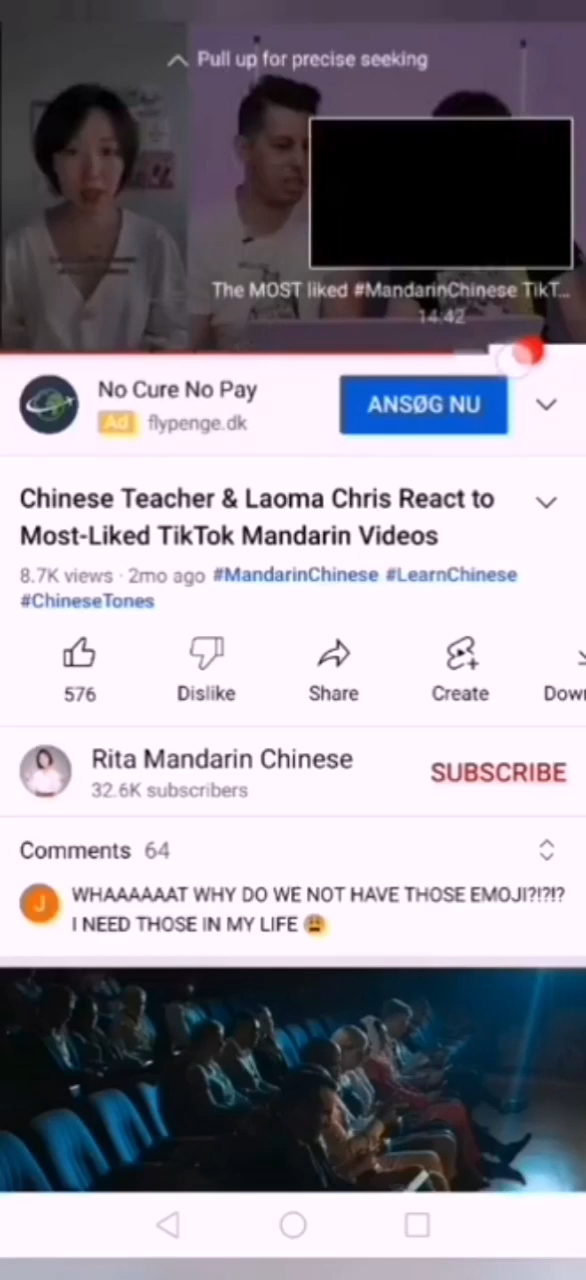 Pull up for precise seeking
The MOST liked #MandarinChinese TikT...
14:42
No Cure No Pay
Ad flypenge.dk
ANSØG NU
Chinese Teacher & Laoma Chris React to
Most-Liked TikTok Mandarin Videos
8.7K views · 2mo ago #MandarinChinese #LearnChinese
#ChineseTones
576
Dislike
Share
Create
Down
Rita Mandarin Chinese
32.6K subscribers
SUBSCRIBE
Comments 64
J
WHAAAAAAT WHY DO WE NOT HAVE THOSE EMOJI?!?!?
I NEED THOSE IN MY LIFE 😩